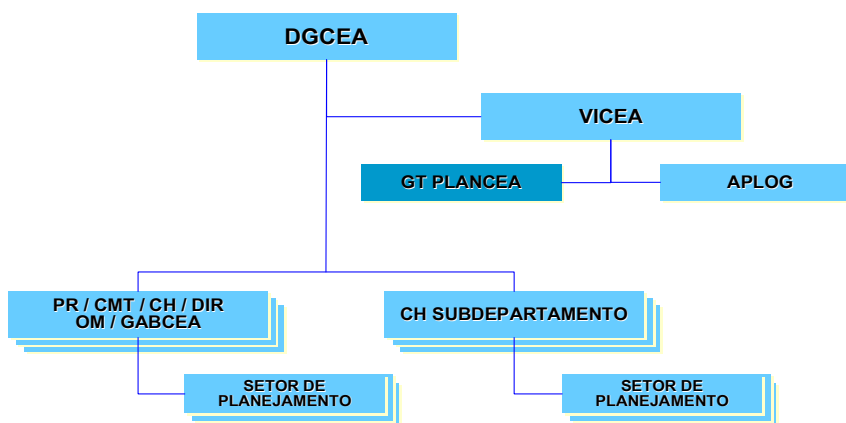 DGCEA
VICEA
GT PLANCEA
APLOG
PR / CMT / CH / DIR
OM / GABCEA
CH SUBDEPARTAMENTO
SETOR DE
PLANEJAMENTO
SETOR DE
PLANEJAMENTO